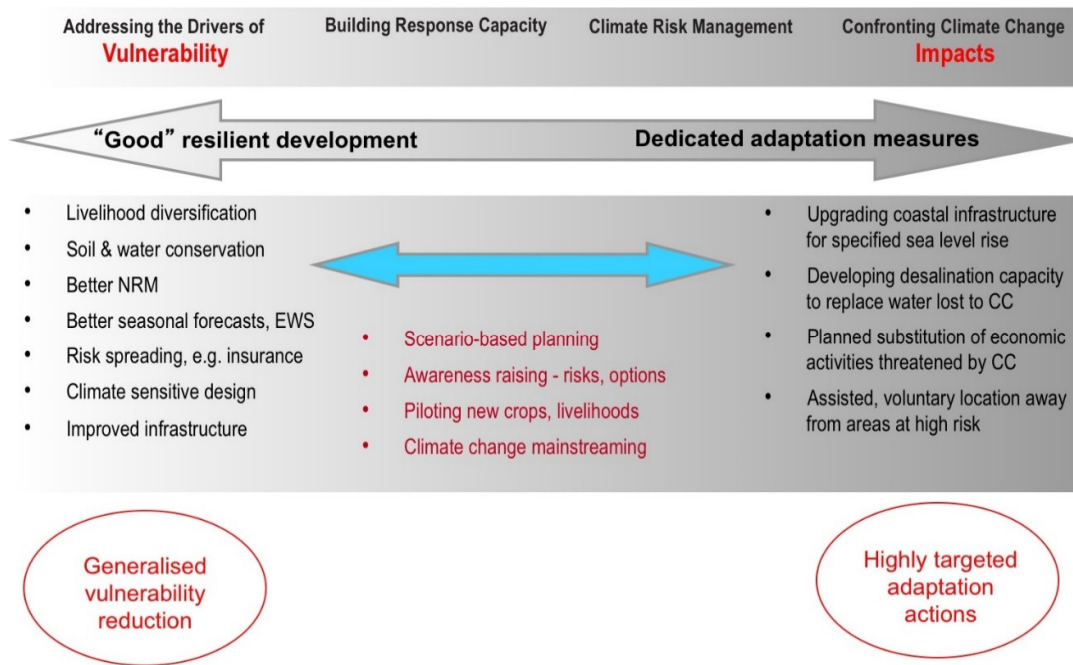 Addressing the Drivers of
Vulnerability
Building Response Capacity
Climate Risk Management
Confronting Climate Change
Impacts
“Good” resilient development
Dedicated adaptation measures
• Livelihood diversification
• Soil & water conservation
• Better NRM
• Better seasonal forecasts, EWS
• Risk spreading, e.g. insurance
• Climate sensitive design
• Improved infrastructure
• Scenario-based planning
• Awareness raising - risks, options
• Piloting new crops, livelihoods
• Climate change mainstreaming
• Upgrading coastal infrastructure
for specified sea level rise
• Developing desalination capacity
to replace water lost to CC
• Planned substitution of economic
activities threatened by CC
• Assisted, voluntary location away
from areas at high risk
Generalised
vulnerability
reduction
Highly targeted
adaptation
actions